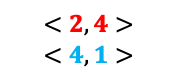 < 2, 4 >
< 4, 1 >